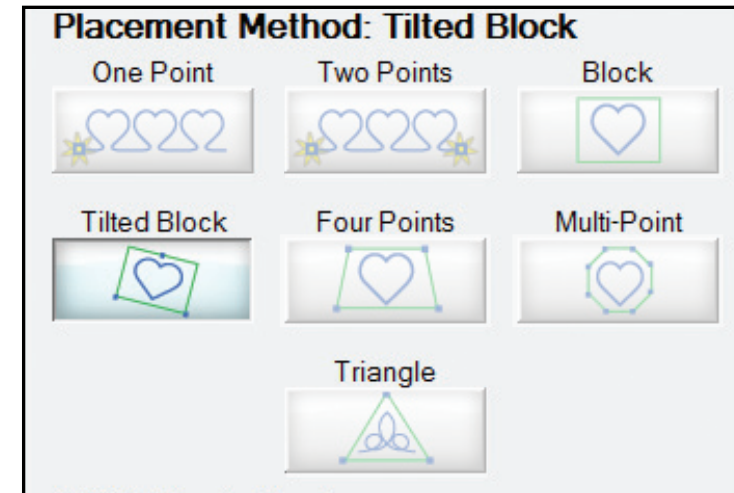 Placement Method: Tilted Block
One Point Two Points Block
Tilted Block Four Points Multi-Point
Triangle